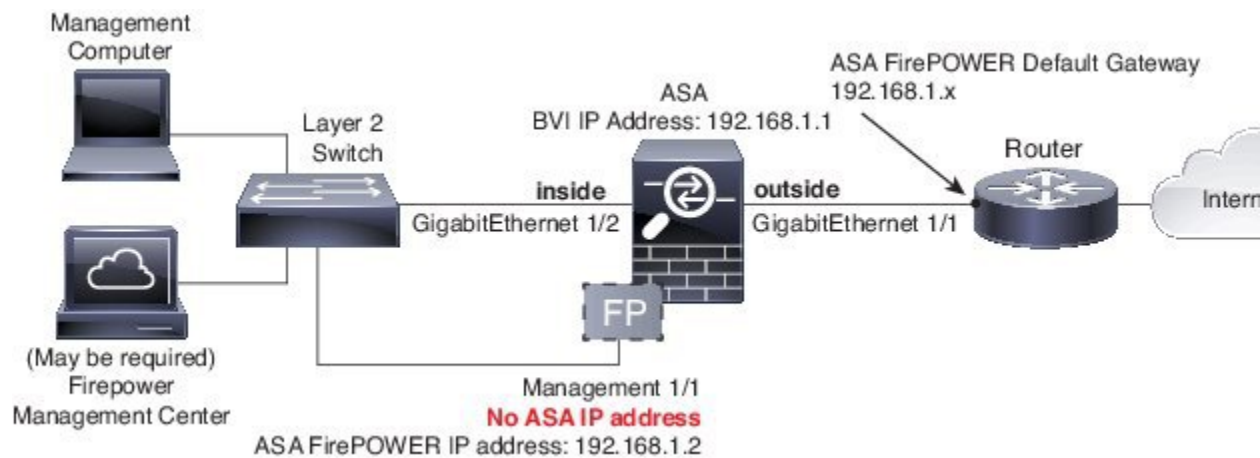 Management
Computer
Layer 2
Switch
ASA
BVI IP Address: 192.168.1.1
ASA FirePOWER Default Gateway
192.168.1.x
Router
inside
GigabitEthernet 1/2
outside
GigabitEthernet 1/1
Intern
FP
(May be required)
Firepower
Management Center
Management 1/1
No ASA IP address
ASA FirePOWER IP address: 192.168.1.2